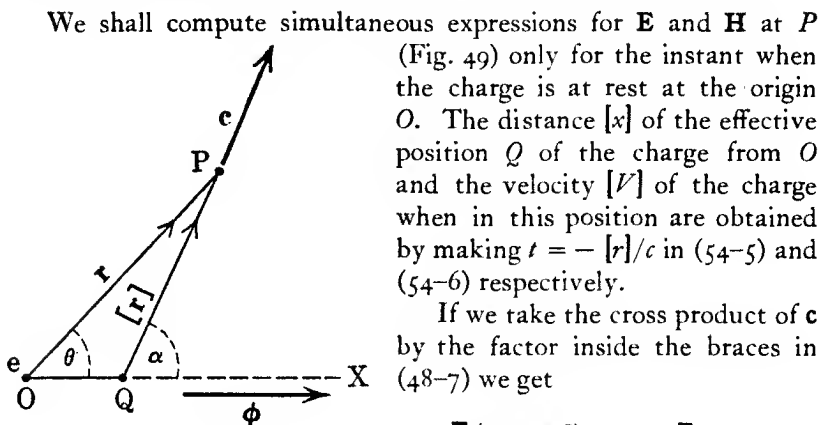 We shall compute simultaneous expressions for E and H at P
(Fig. 49) only for the instant when
the charge is at rest at the origin
O. The distance [x] of the effective
position Q of the charge from O
and the velocity [V] of the charge
when in this position are obtained
by making t = − [r]/c in (54–5) and
(54–6) respectively.
If we take the cross product of c
by the factor inside the braces in
(48–7) we get
c
P
r
[r]
e
θ
α
X
O
Q
ϕ